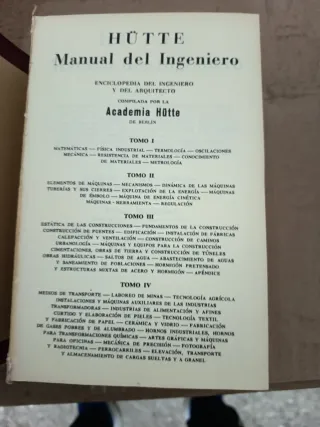 HÜTTE
Manual del Ingeniero
ENCICLOPEDIA DEL INGENIERO
Y DEL ARQUITECTO
COMPILADA POR LA
Academia Hütte
DE BERLÍN
TOMO I
MATEMÁTICAS — FÍSICA INDUSTRIAL — TERMOLOGÍA — OSCILACIONES
MECÁNICA — RESISTENCIA DE MATERIALES — CONOCIMIENTO
DE MATERIALES — METROLOGÍA
TOMO II
ELEMENTOS DE MÁQUINAS — MECANISMOS — DINÁMICA DE LAS MÁQUINAS
TUBERÍAS Y SUS CIERRES — EXPLOTACIÓN DE LA ENERGÍA — MÁQUINAS
DE ÉMBOLO — MÁQUINA DE ENERGÍA CINÉTICA
MÁQUINAS - HERRAMIENTA — REGULACIÓN
TOMO III
ESTÁTICA DE LAS CONSTRUCCIONES — FUNDAMENTOS DE LA CONSTRUCCIÓN
CONSTRUCCIÓN DE PUENTES — EDIFICACIÓN — INSTALACIÓN DE FÁBRICAS
CALEFACCIÓN Y VENTILACIÓN — CONSTRUCCIÓN DE CAMINOS
URBANOLOGÍA — MÁQUINAS Y EQUIPOS PARA LA CONSTRUCCIÓN
CIMENTACIONES, OBRAS DE TIERRA Y CONSTRUCCIÓN DE TÚNELES
OBRAS HIDRÁULICAS — SALTOS DE AGUA — ABASTECIMIENTO DE AGUAS
Y SANEAMIENTO DE POBLACIONES — HORMIGÓN PRETENSADO
Y ESTRUCTURAS MIXTAS DE ACERO Y HORMIGÓN — APÉNDICE
TOMO IV
MEDIOS DE TRANSPORTE — LABOREO DE MINAS — TECNOLOGÍA AGRÍCOLA
INSTALACIONES Y MÁQUINAS AUXILIARES DE LAS INDUSTRIAS
TRANSFORMADORAS — INDUSTRIAS DE ALIMENTACIÓN Y AFINES
CURTIDO Y ELABORACIÓN DE PIELES — TECNOLOGÍA TEXTIL
Y FABRICACIÓN DE PAPEL — CERÁMICA Y VIDRIO — FABRICACIÓN
DE GASES POBRES Y DE ALUMBRADO — HORNOS INDUSTRIALES, HORNOS
PARA TRANSFORMACIONES QUÍMICAS — ARTES GRÁFICAS Y MÁQUINAS
PARA OFICINAS — MECÁNICA DE PRECISIÓN — FOTOGRAFÍA
Y RADIOTECNIA — FERROCARRILES — ELEVACIÓN, TRANSPORTE
Y ALMACENAMIENTO DE CARGAS SUELTAS Y A GRANEL